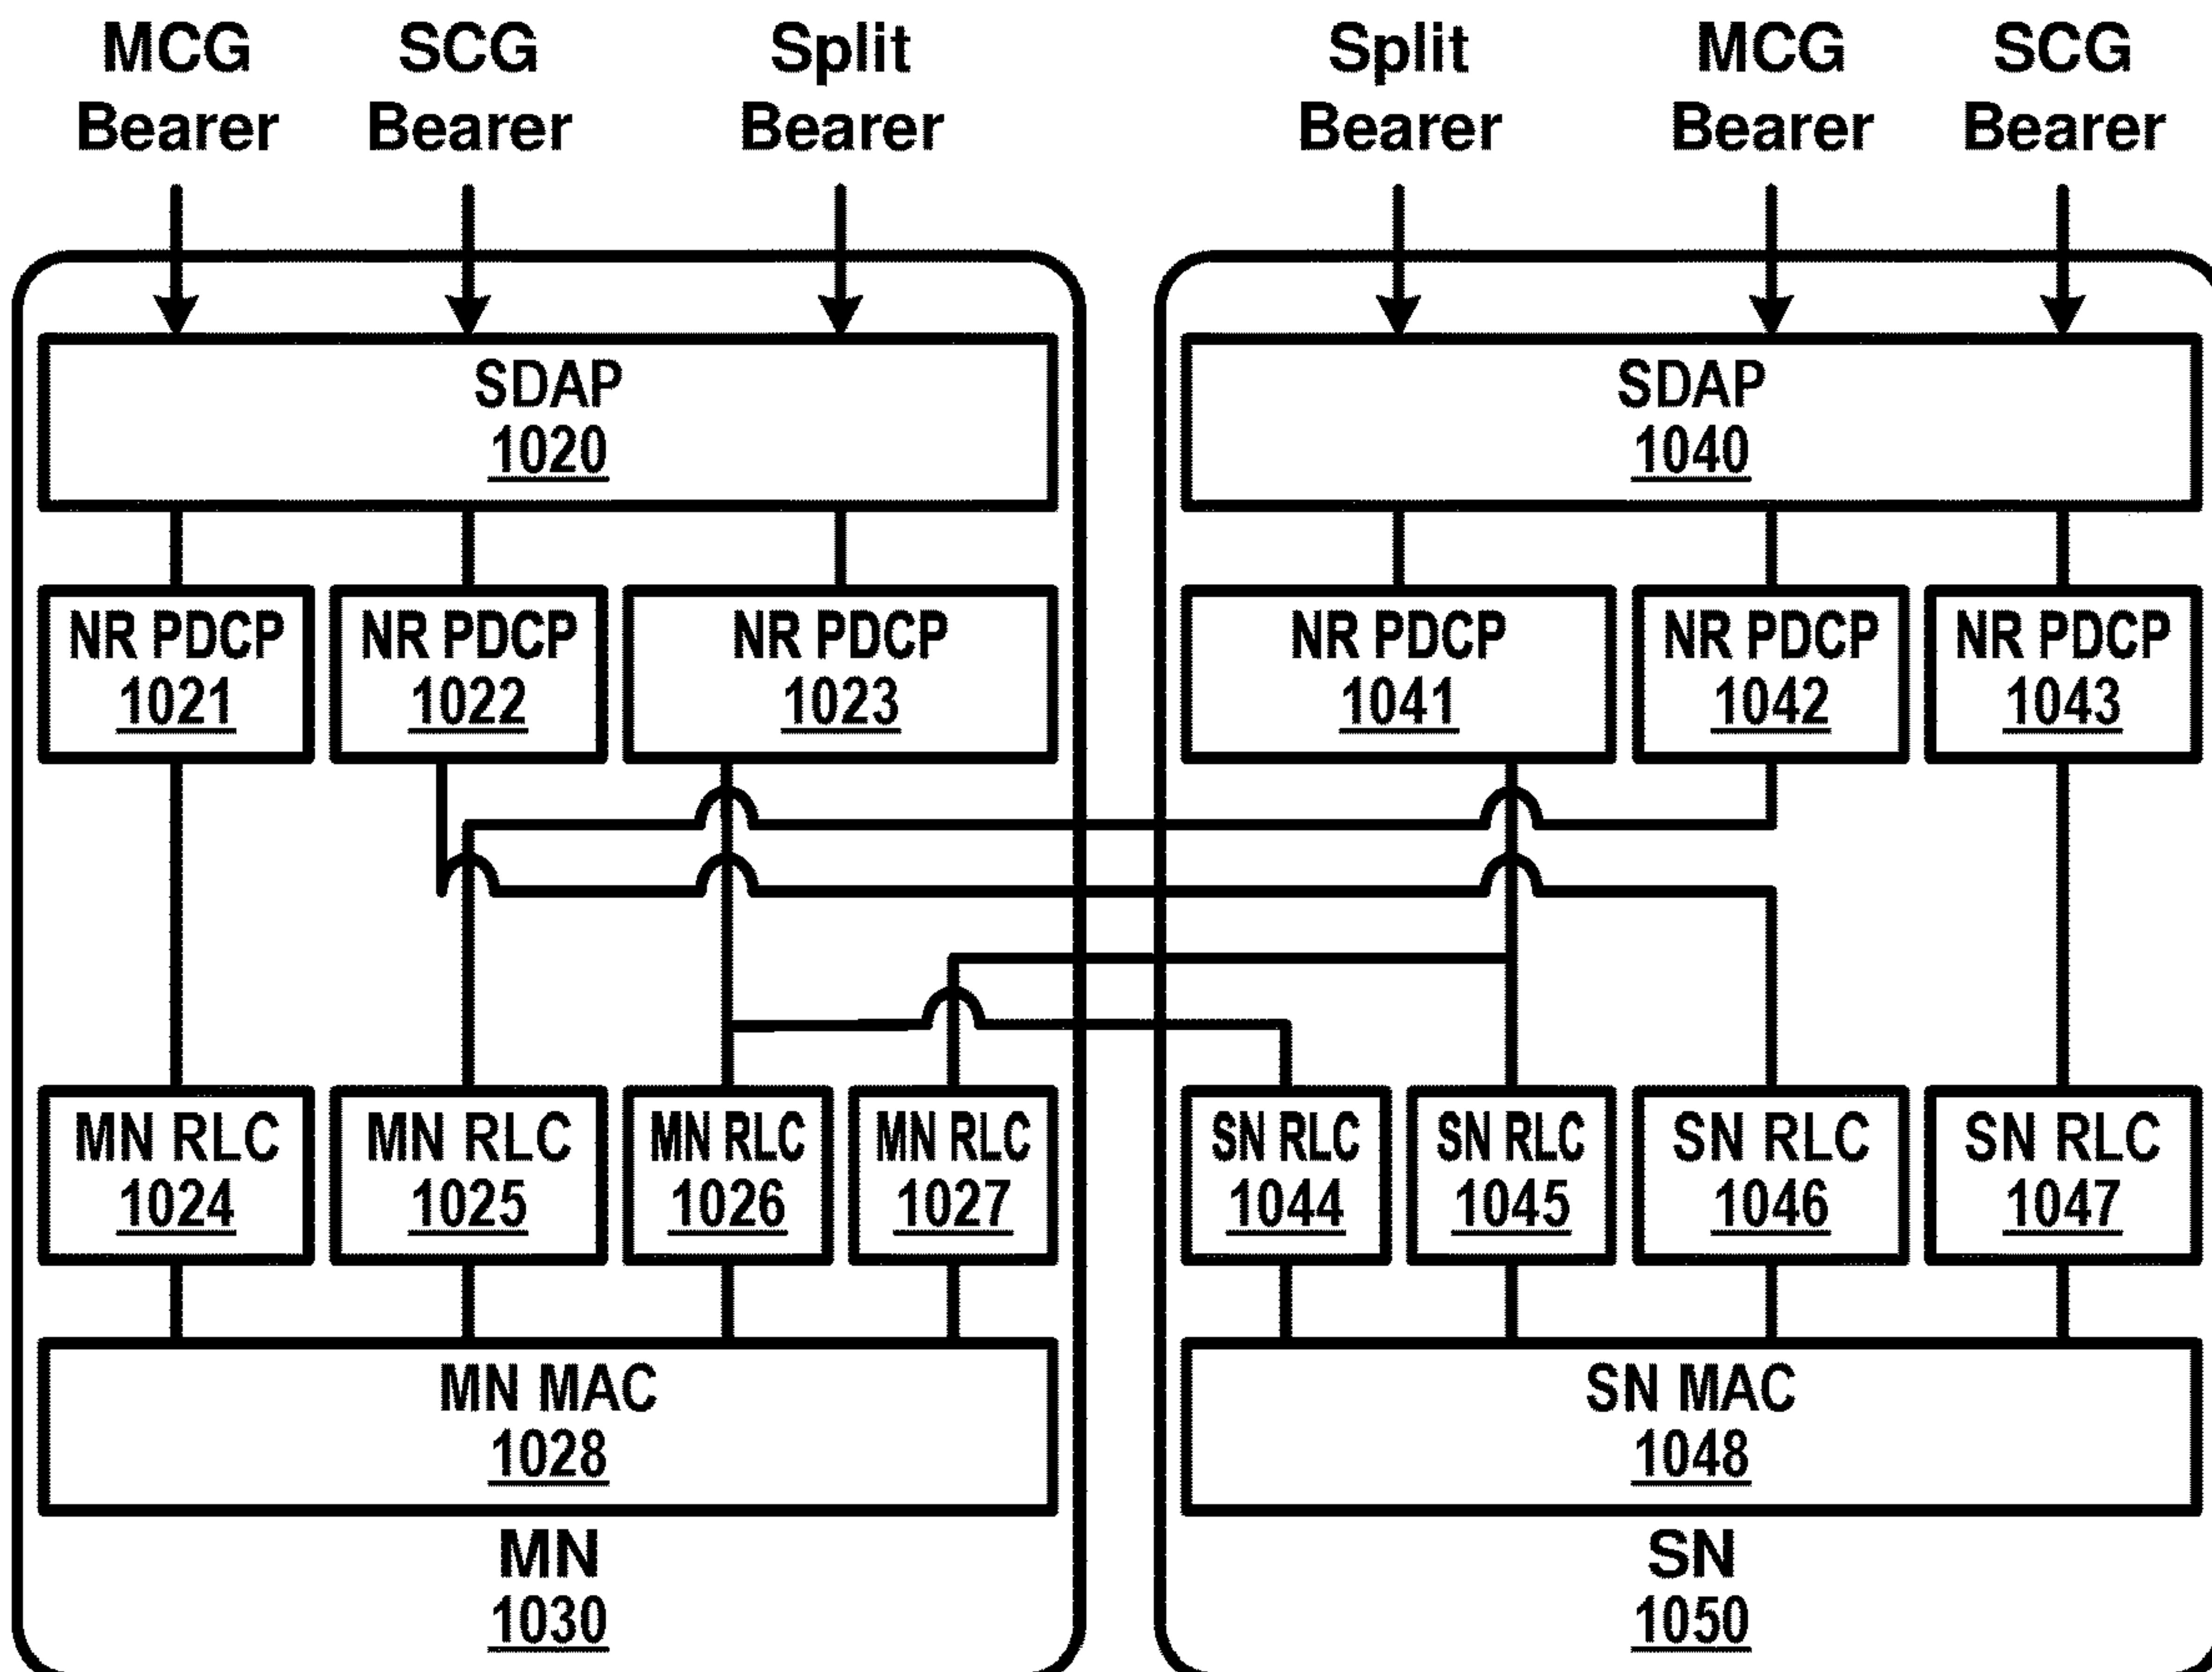 MCG SCG Split Split MCG SCG
Bearer Bearer Bearer Bearer Bearer Bearer
SDAP SDAP
1020 1040
NR PDCP NR PDCP NR PDCP NR PDCP NR PDCP NR PDCP
1021 1022 1023 1041 1042 1043
MN RLC MN RLC MN RLC MN RLC SN RLC SN RLC SN RLC SN RLC
1024 1025 1026 1027 1044 1045 1046 1047
MN MAC SN MAC
1028 1048
MN SN
1030 1050